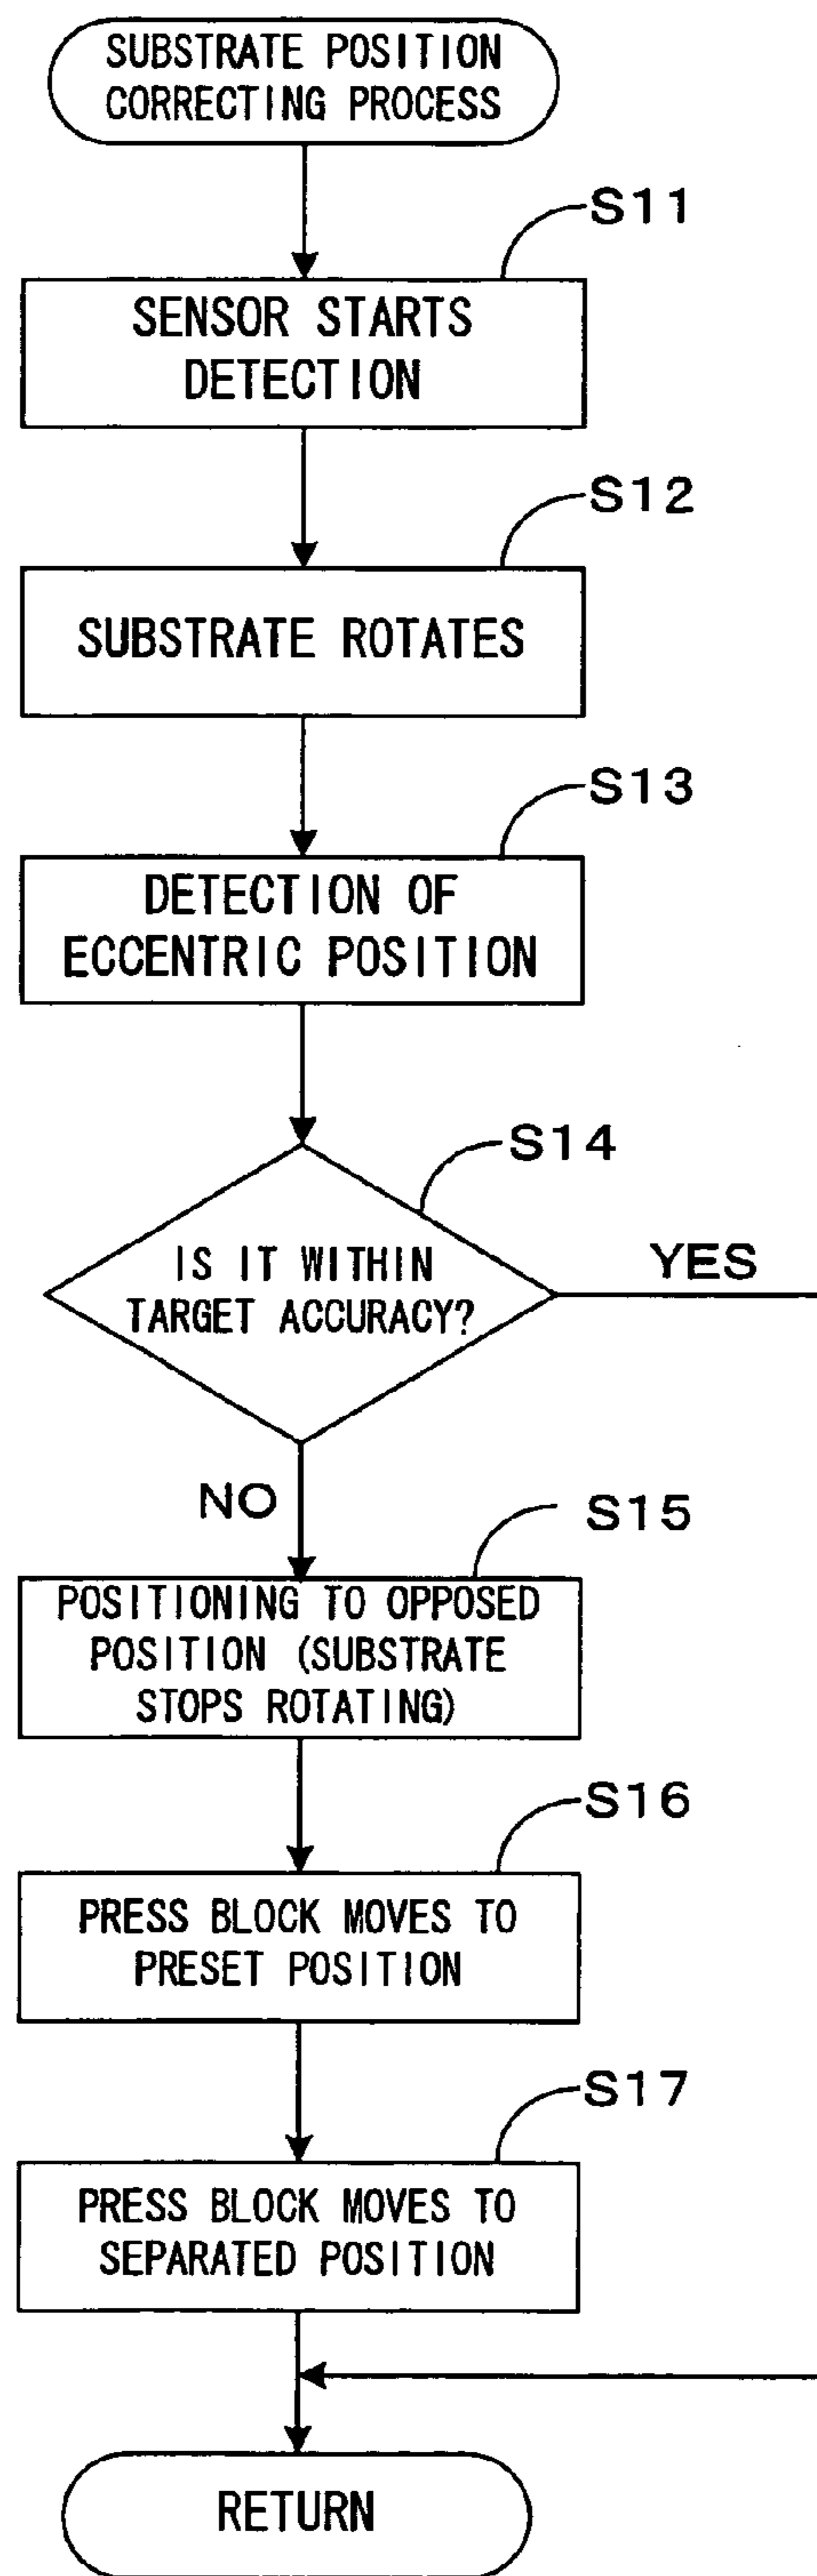 SUBSTRATE POSITION
CORRECTING PROCESS
S11
SENSOR STARTS
DETECTION
S12
SUBSTRATE ROTATES
S13
DETECTION OF
ECCENTRIC POSITION
S14
IS IT WITHIN
TARGET ACCURACY?
YES
NO
S15
POSITIONING TO OPPOSED
POSITION (SUBSTRATE
STOPS ROTATING)
S16
PRESS BLOCK MOVES TO
PRESET POSITION
S17
PRESS BLOCK MOVES TO
SEPARATED POSITION
RETURN